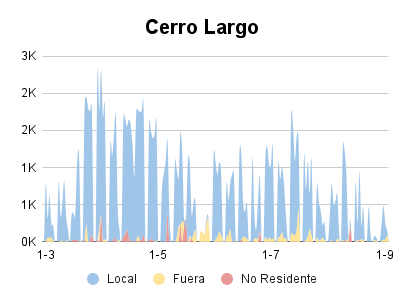 Cerro Largo
3K
2K
2K
1K
1K
0K
1-3
1-5
1-7
1-9
Local
Fuera
No Residente